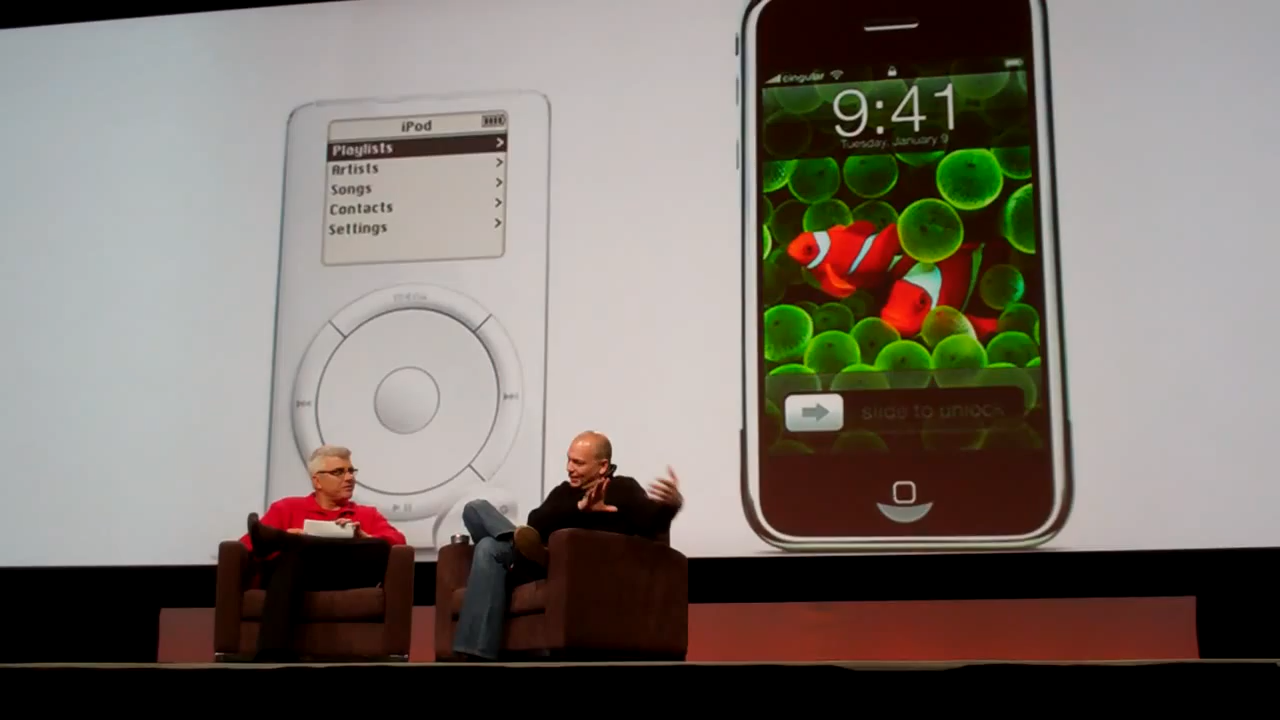 iPod
Playlists
Artists
Songs
Contacts
Settings
cingular
9:41
Tuesday, January 9
slide to unlock